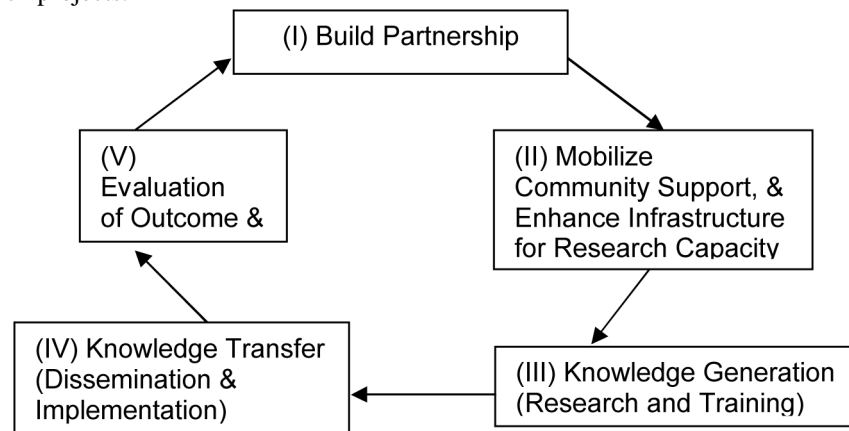 (I) Build Partnership
(II) Mobilize
Community Support, &
Enhance Infrastructure
for Research Capacity
(III) Knowledge Generation
(Research and Training)
(IV) Knowledge Transfer
(Dissemination &
Implementation)
(V)
Evaluation
of Outcome &